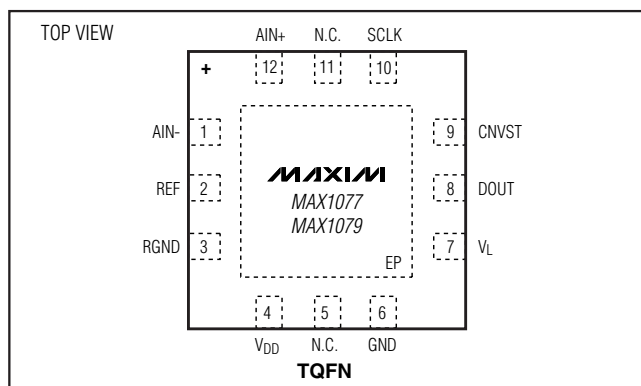 TOP VIEW
AIN+ N.C. SCLK
+ 12 11 10
AIN- 1 9 CNVST
MAXIM
REF 2 8 DOUT
MAX1077
MAX1079
RGND 3 7 VL
EP
4 5 6
VDD N.C. GND
TQFN